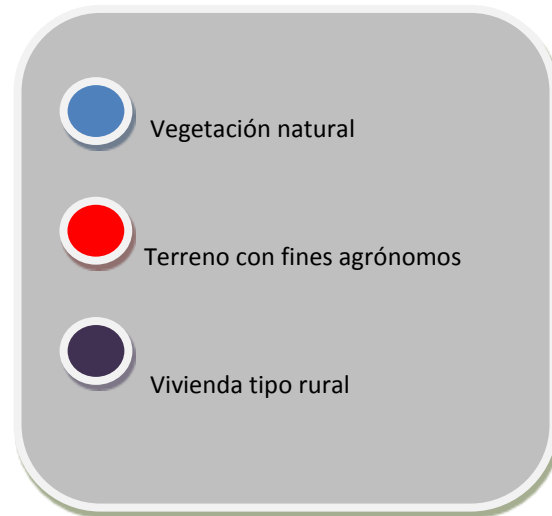 Vegetación natural
Terreno con fines agrónomos
Vivienda tipo rural